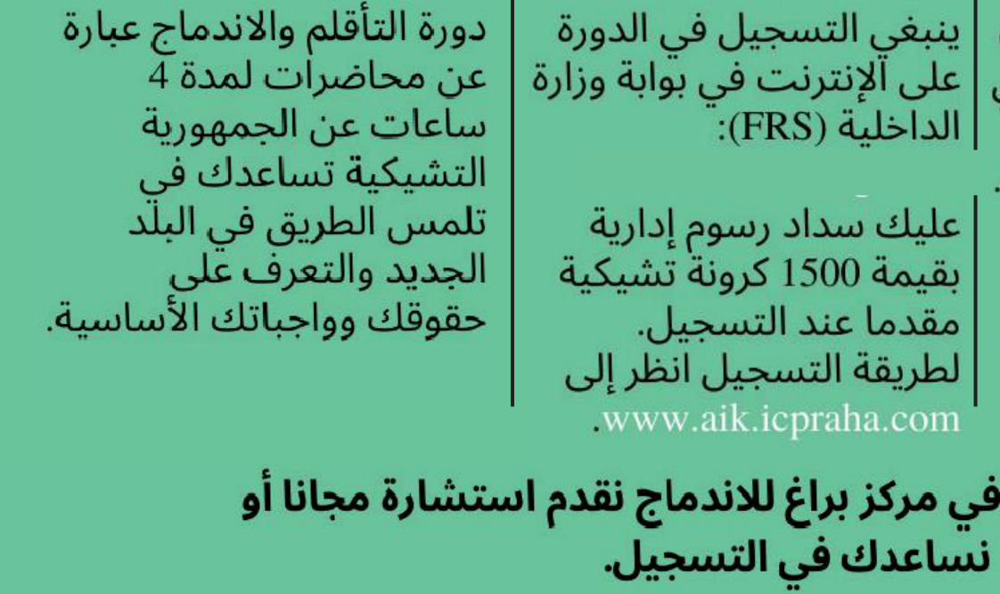 ينبغي التسجيل في الدورة
على الإنترنت في بوابة وزارة
الداخلية (FRS):
عليك سداد رسوم إدارية
بقيمة 1500 كرونة تشيكية
مقدما عند التسجيل.
لطريقة التسجيل انظر إلى
www.aik.icpraha.com.
دورة التأقلم والاندماج عبارة
عن محاضرات لمدة 4
ساعات عن الجمهورية
التشيكية تساعدك في
تلمس الطريق في البلد
الجديد والتعرف على
حقوقك وواجباتك الأساسية.
في مركز براغ للاندماج نقدم استشارة مجانا أو
نساعدك في التسجيل.